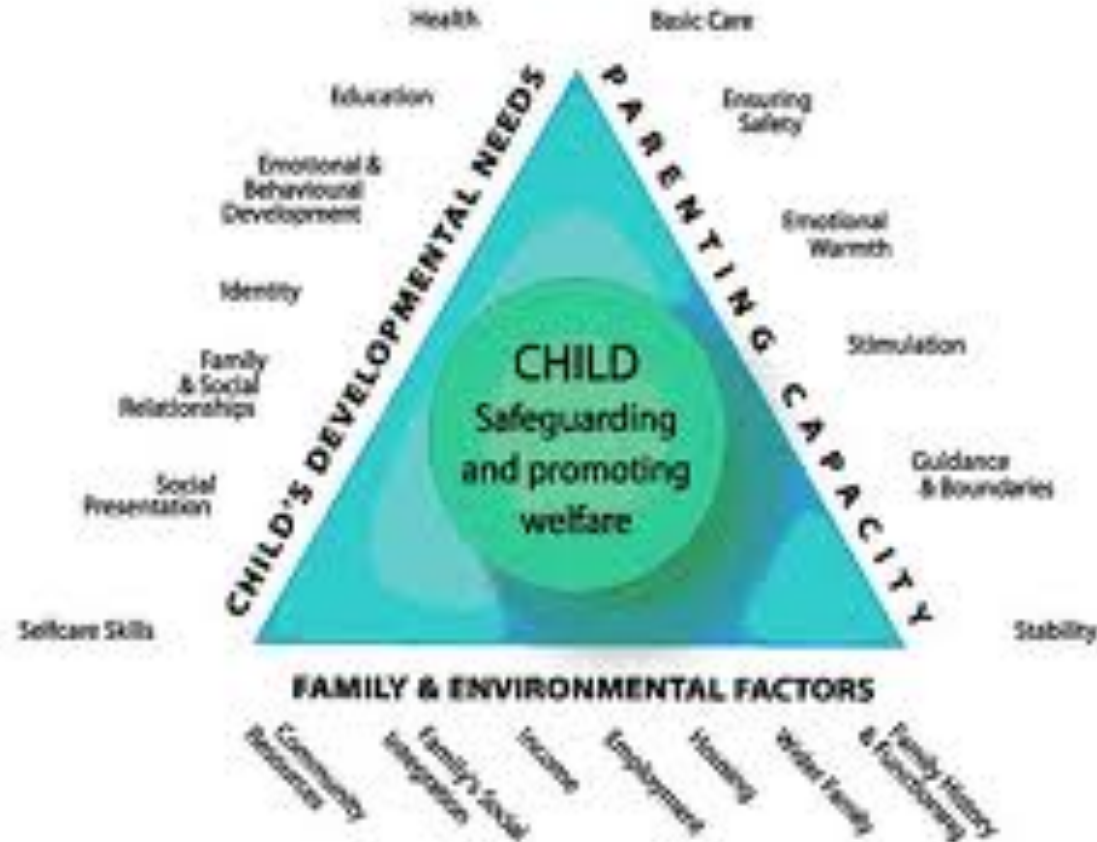 Health
Basic Care
Education
Ensuring
Safety
Emotional &
Behavioural
Development
Emotional
Warmth
Identity
Stimulation
Family
& Social
Relationships
Guidance
& Boundaries
Social
Presentation
Selfcare Skills
Stability
CHILD'S DEVELOPMENTAL NEEDS
PARENTING CAPACITY
CHILD
Safeguarding
and promoting
welfare
FAMILY & ENVIRONMENTAL FACTORS
Community
Resources
Family's Social
Integration
Income
Employment
Housing
Wider Family
Family History
& Functioning